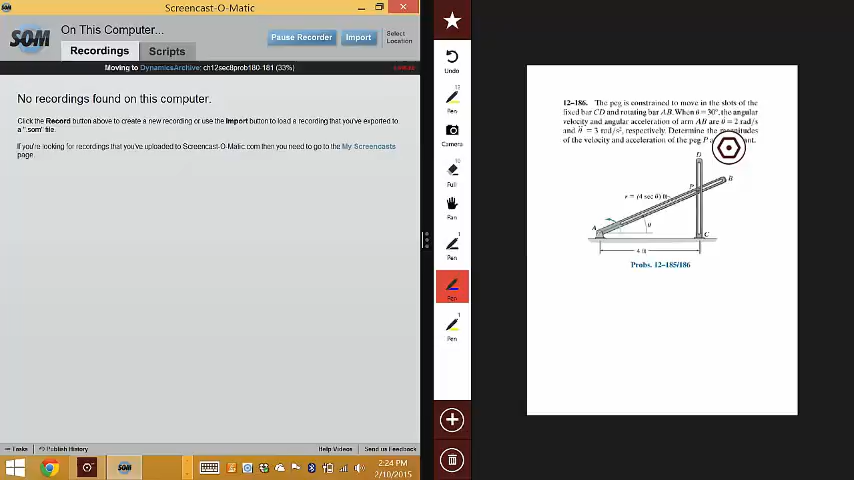 Screencast-O-Matic
SOM
On This Computer...
Recordings
Scripts
Pause Recorder
Import
Select
Location
Moving to DynamicsArchive: ch12sec8prob180-181 (33%)
No recordings found on this computer.
Click the Record button above to create a new recording or use the Import button to load a recording that you've exported to
a ".som" file.
If you're looking for recordings that you've uploaded to Screencast-O-Matic.com then you need to go to the My Screencasts
page.
Tasks
Publish History
Help Videos
Send us Feedback
SOM
2:24 PM
2/10/2015
Undo
Pen
Camera
10
Full
Pan
1
Pen
Pen
1
Pen
12–186. The peg is constrained to move in the slots of the
fixed bar CD and rotating bar AB. When θ = 30°, the angular
velocity and angular acceleration of arm AB are θ̇ = 2 rad/s
and θ̈ = 3 rad/s², respectively. Determine the magnitudes
of the velocity and acceleration of the peg P
D
B
P
r = (4 sec θ) ft
A
θ
C
4 ft
Probs. 12–185/186